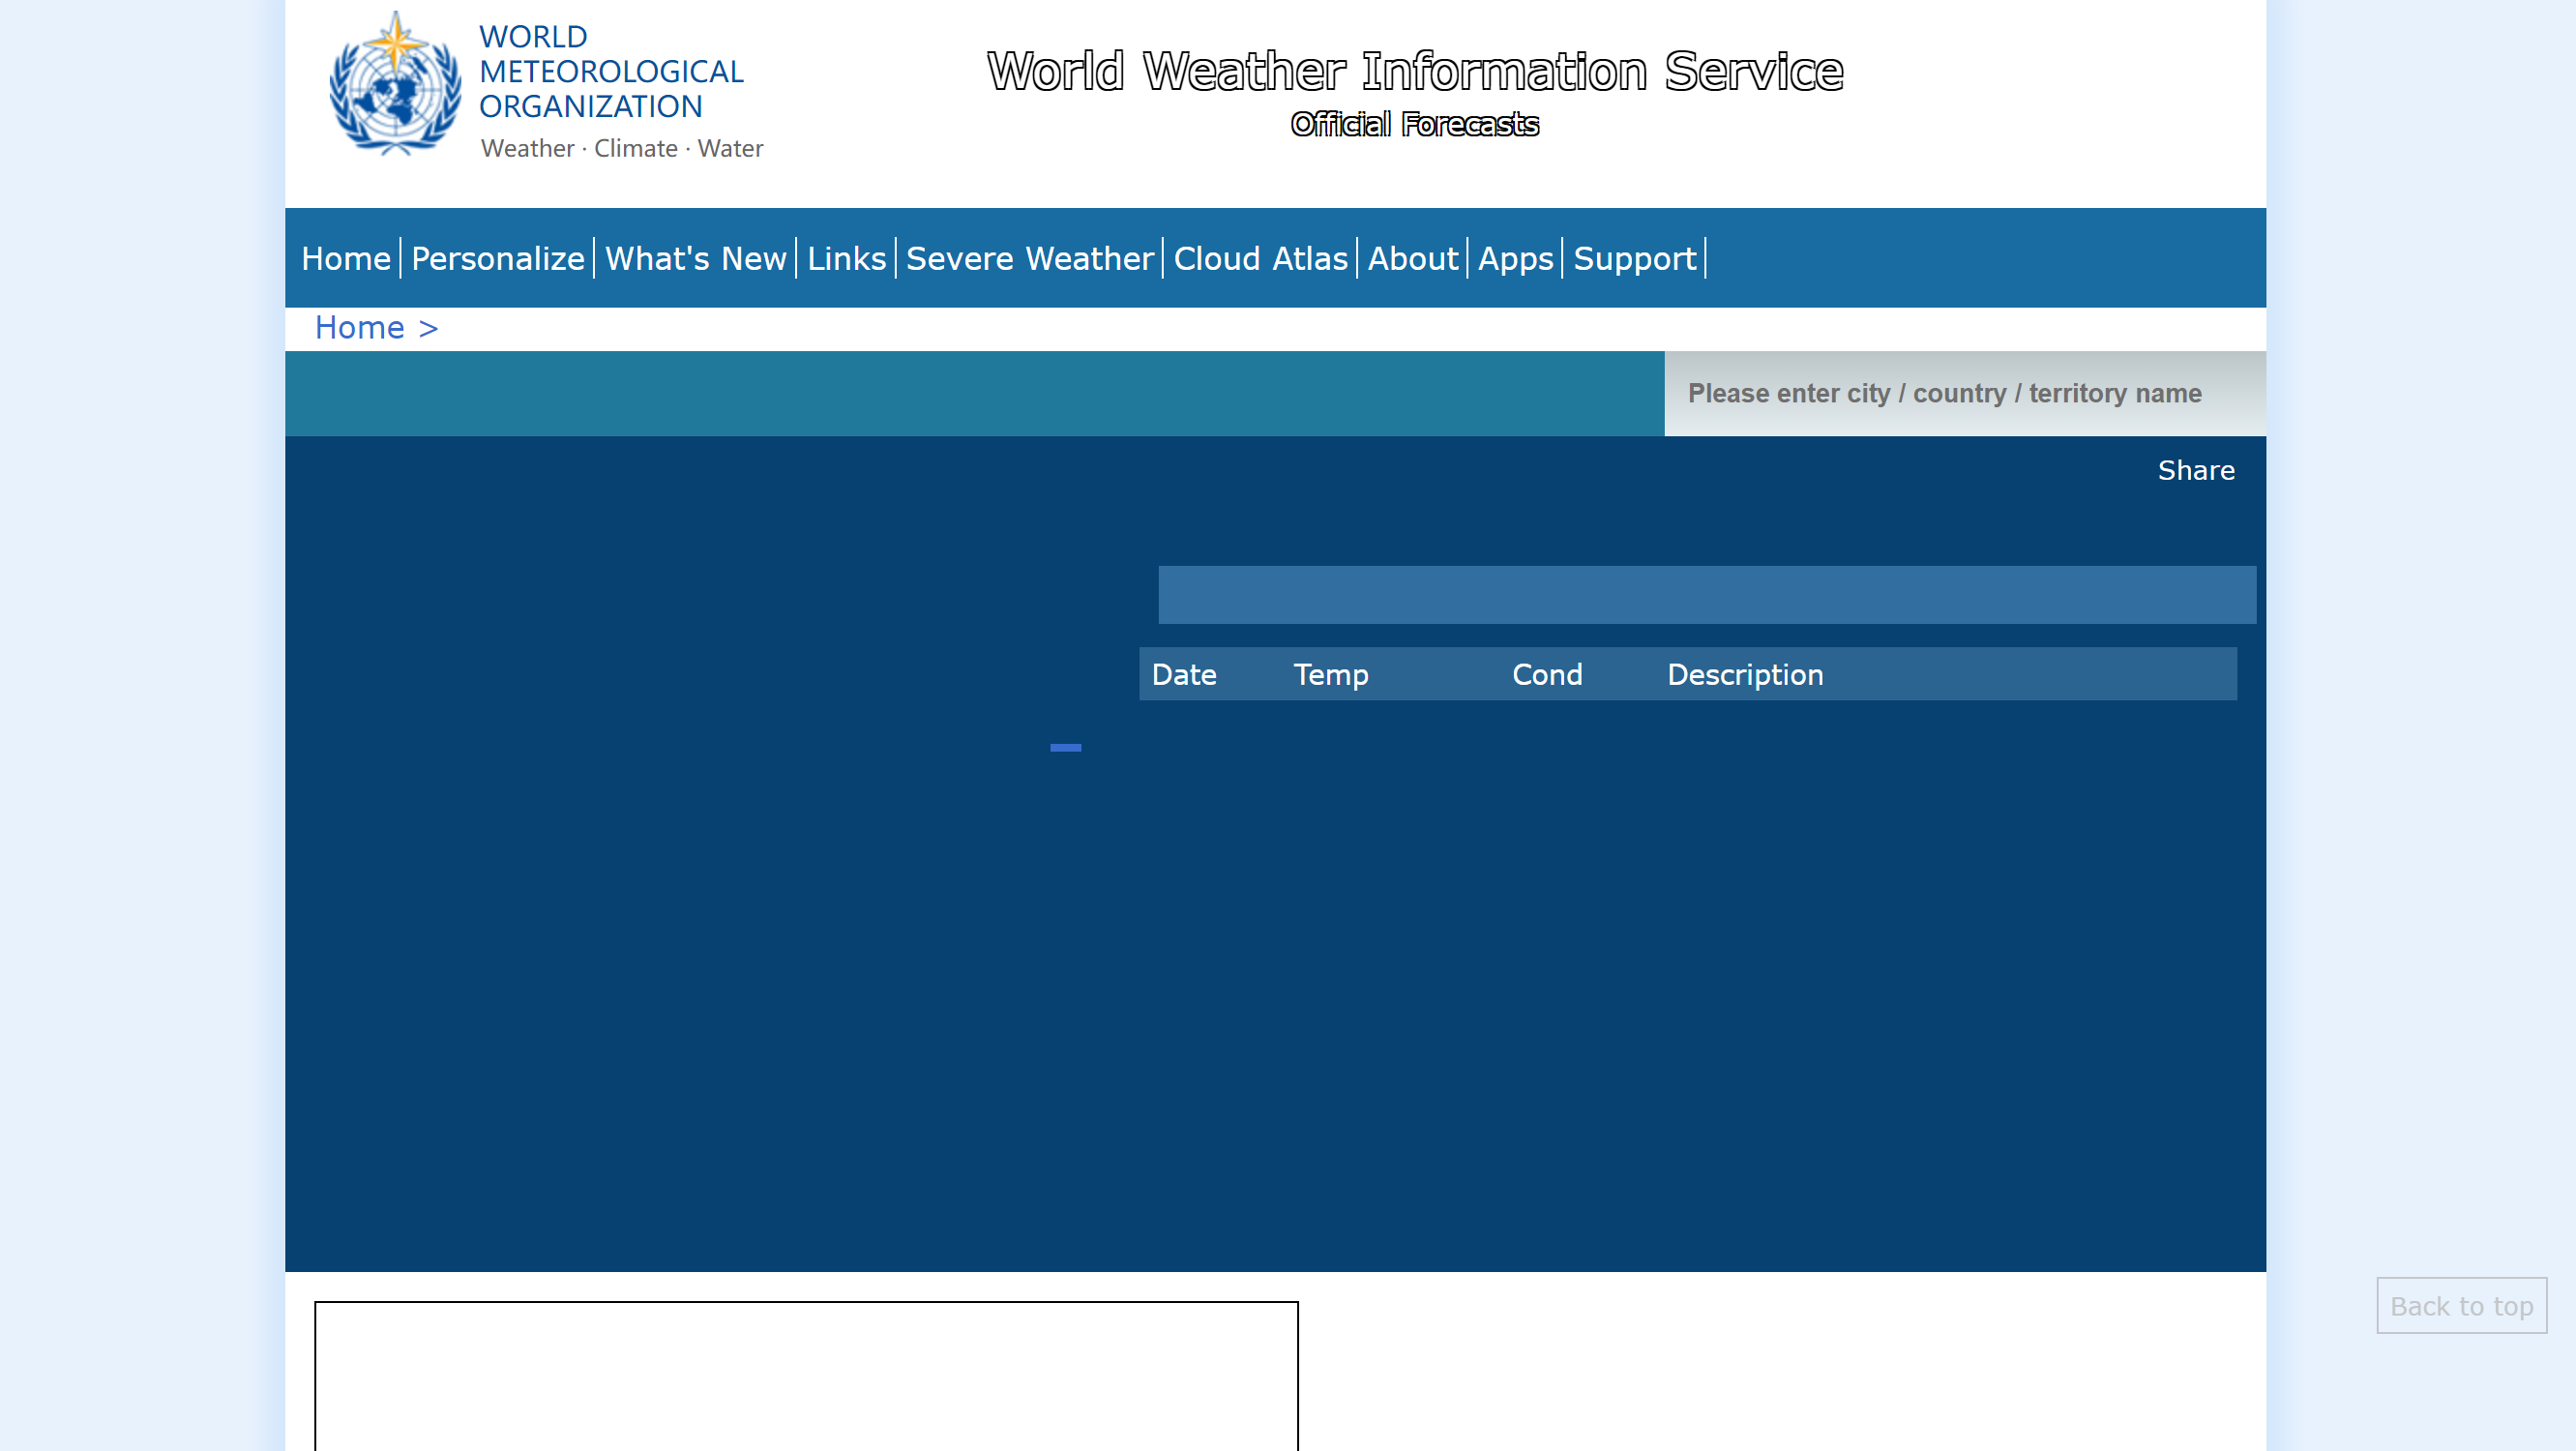 WORLD
METEOROLOGICAL
ORGANIZATION
Weather · Climate · Water
World Weather Information Service
Official Forecasts
Home Personalize What's New Links Severe Weather Cloud Atlas About Apps Support
Home >
Please enter city / country / territory name
Share
Date Temp Cond Description
Back to top